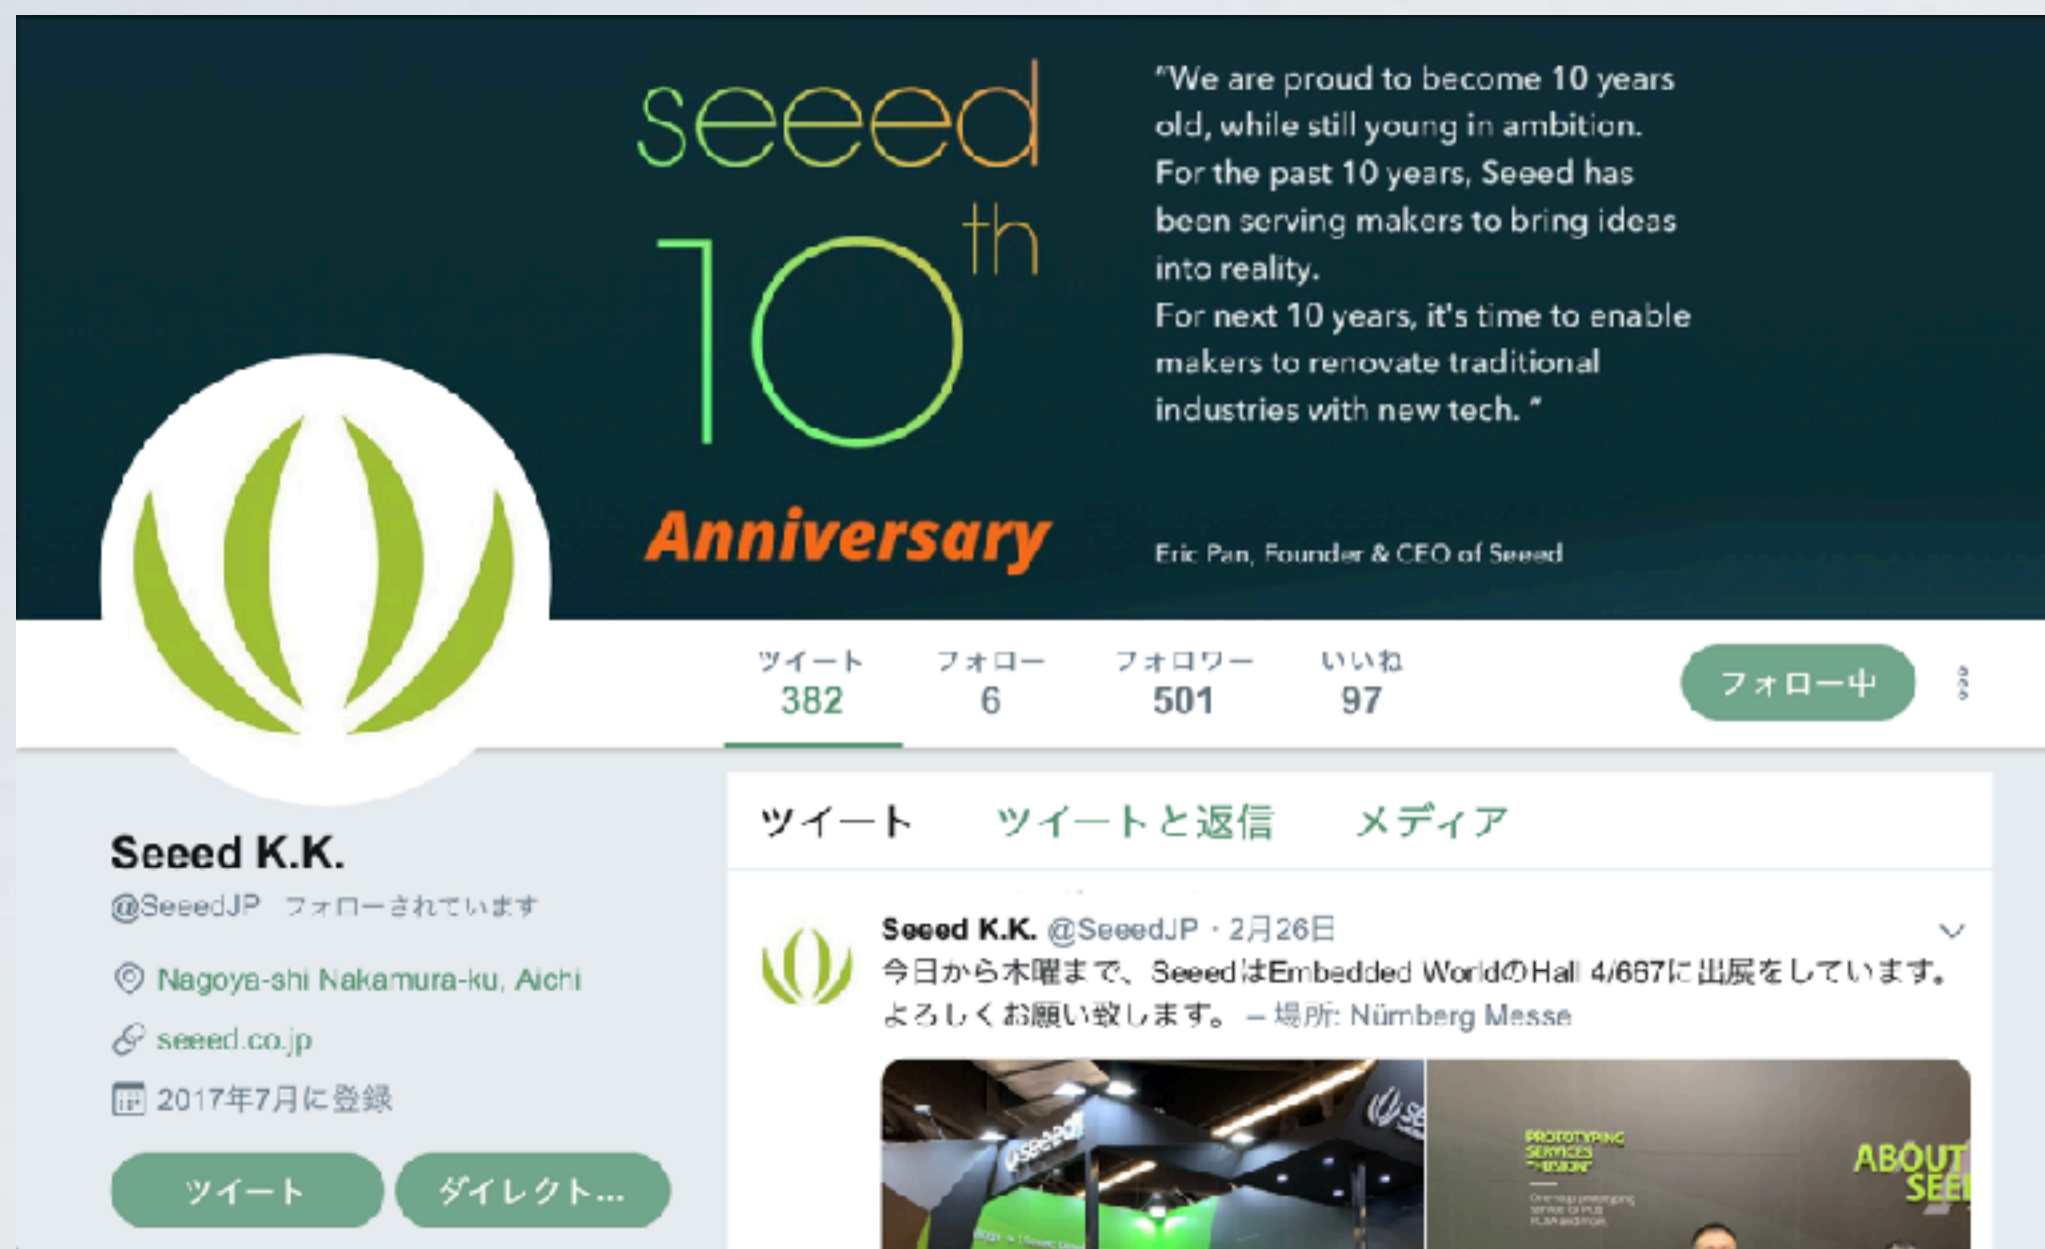 seeed
10th
Anniversary
"We are proud to become 10 years
old, while still young in ambition.
For the past 10 years, Seeed has
been serving makers to bring ideas
into reality.
For next 10 years, it's time to enable
makers to renovate traditional
industries with new tech. "
Eric Pan, Founder & CEO of Seeed
ツイート フォロー フォロワー いいね
382 6 501 97
フォロー中
Seeed K.K.
@SeeedJP フォローされています
Nagoya-shi Nakamura-ku, Aichi
seeed.co.jp
2017年7月に登録
ツイート ダイレクト...
ツイート ツイートと返信 メディア
Seeed K.K. @SeeedJP · 2月26日
今日から木曜まで、SeeedはEmbedded WorldのHall 4/667に出展をしています。
よろしくお願い致します。 – 場所: Nürnberg Messe
seeed
PROTOTYPING
SERVICES
"FUSION"
ABOUT
SEE